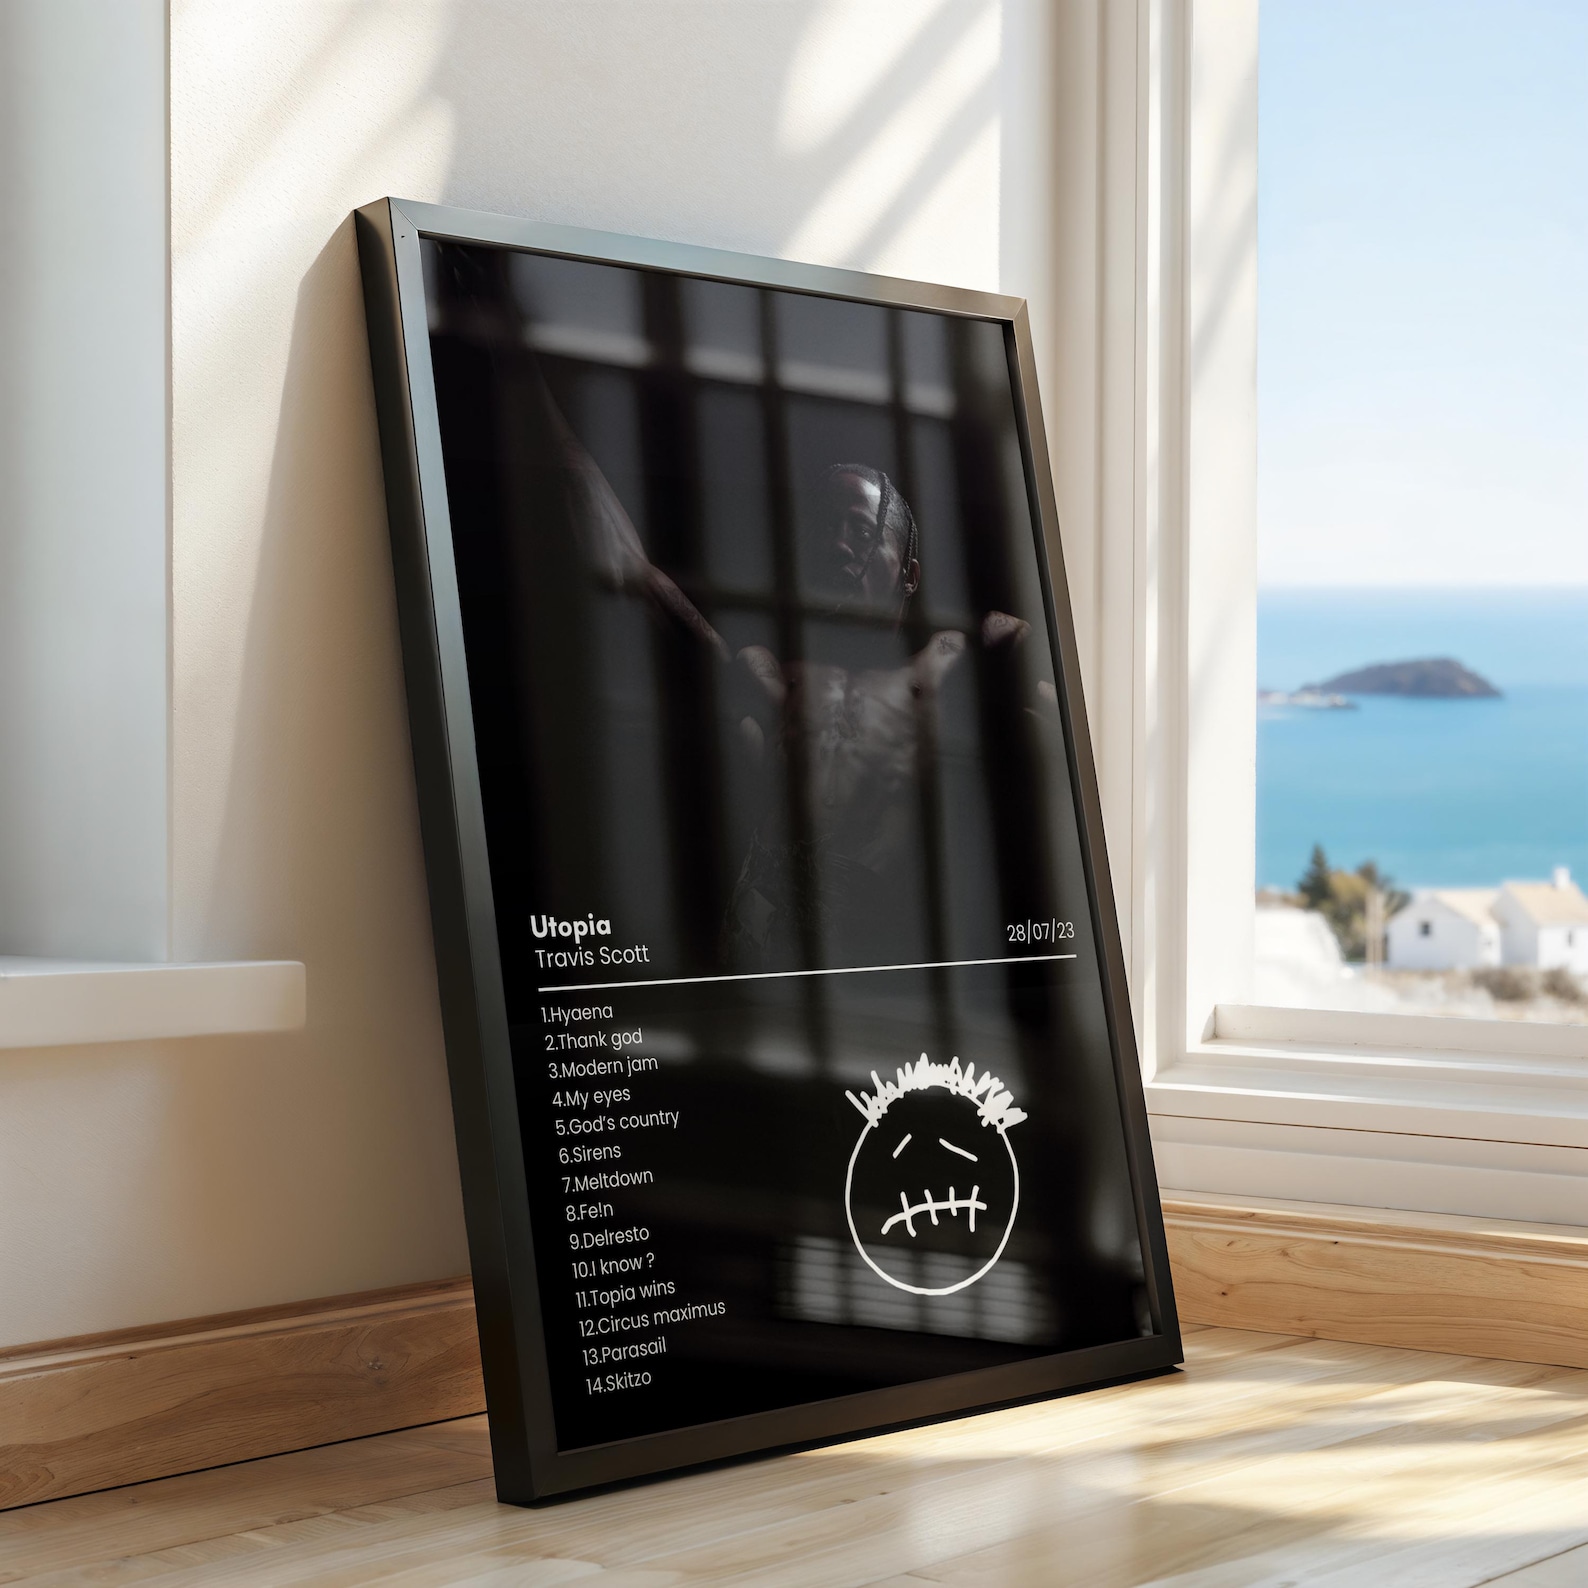 Utopia
Travis Scott
28/07/23
1.Hyaena
2.Thank god
3.Modern jam
4.My eyes
5.God's country
6.Sirens
7.Meltdown
8.Fe!n
9.Delresto
10.I know ?
11.Topia wins
12.Circus maximus
13.Parasail
14.Skitzo